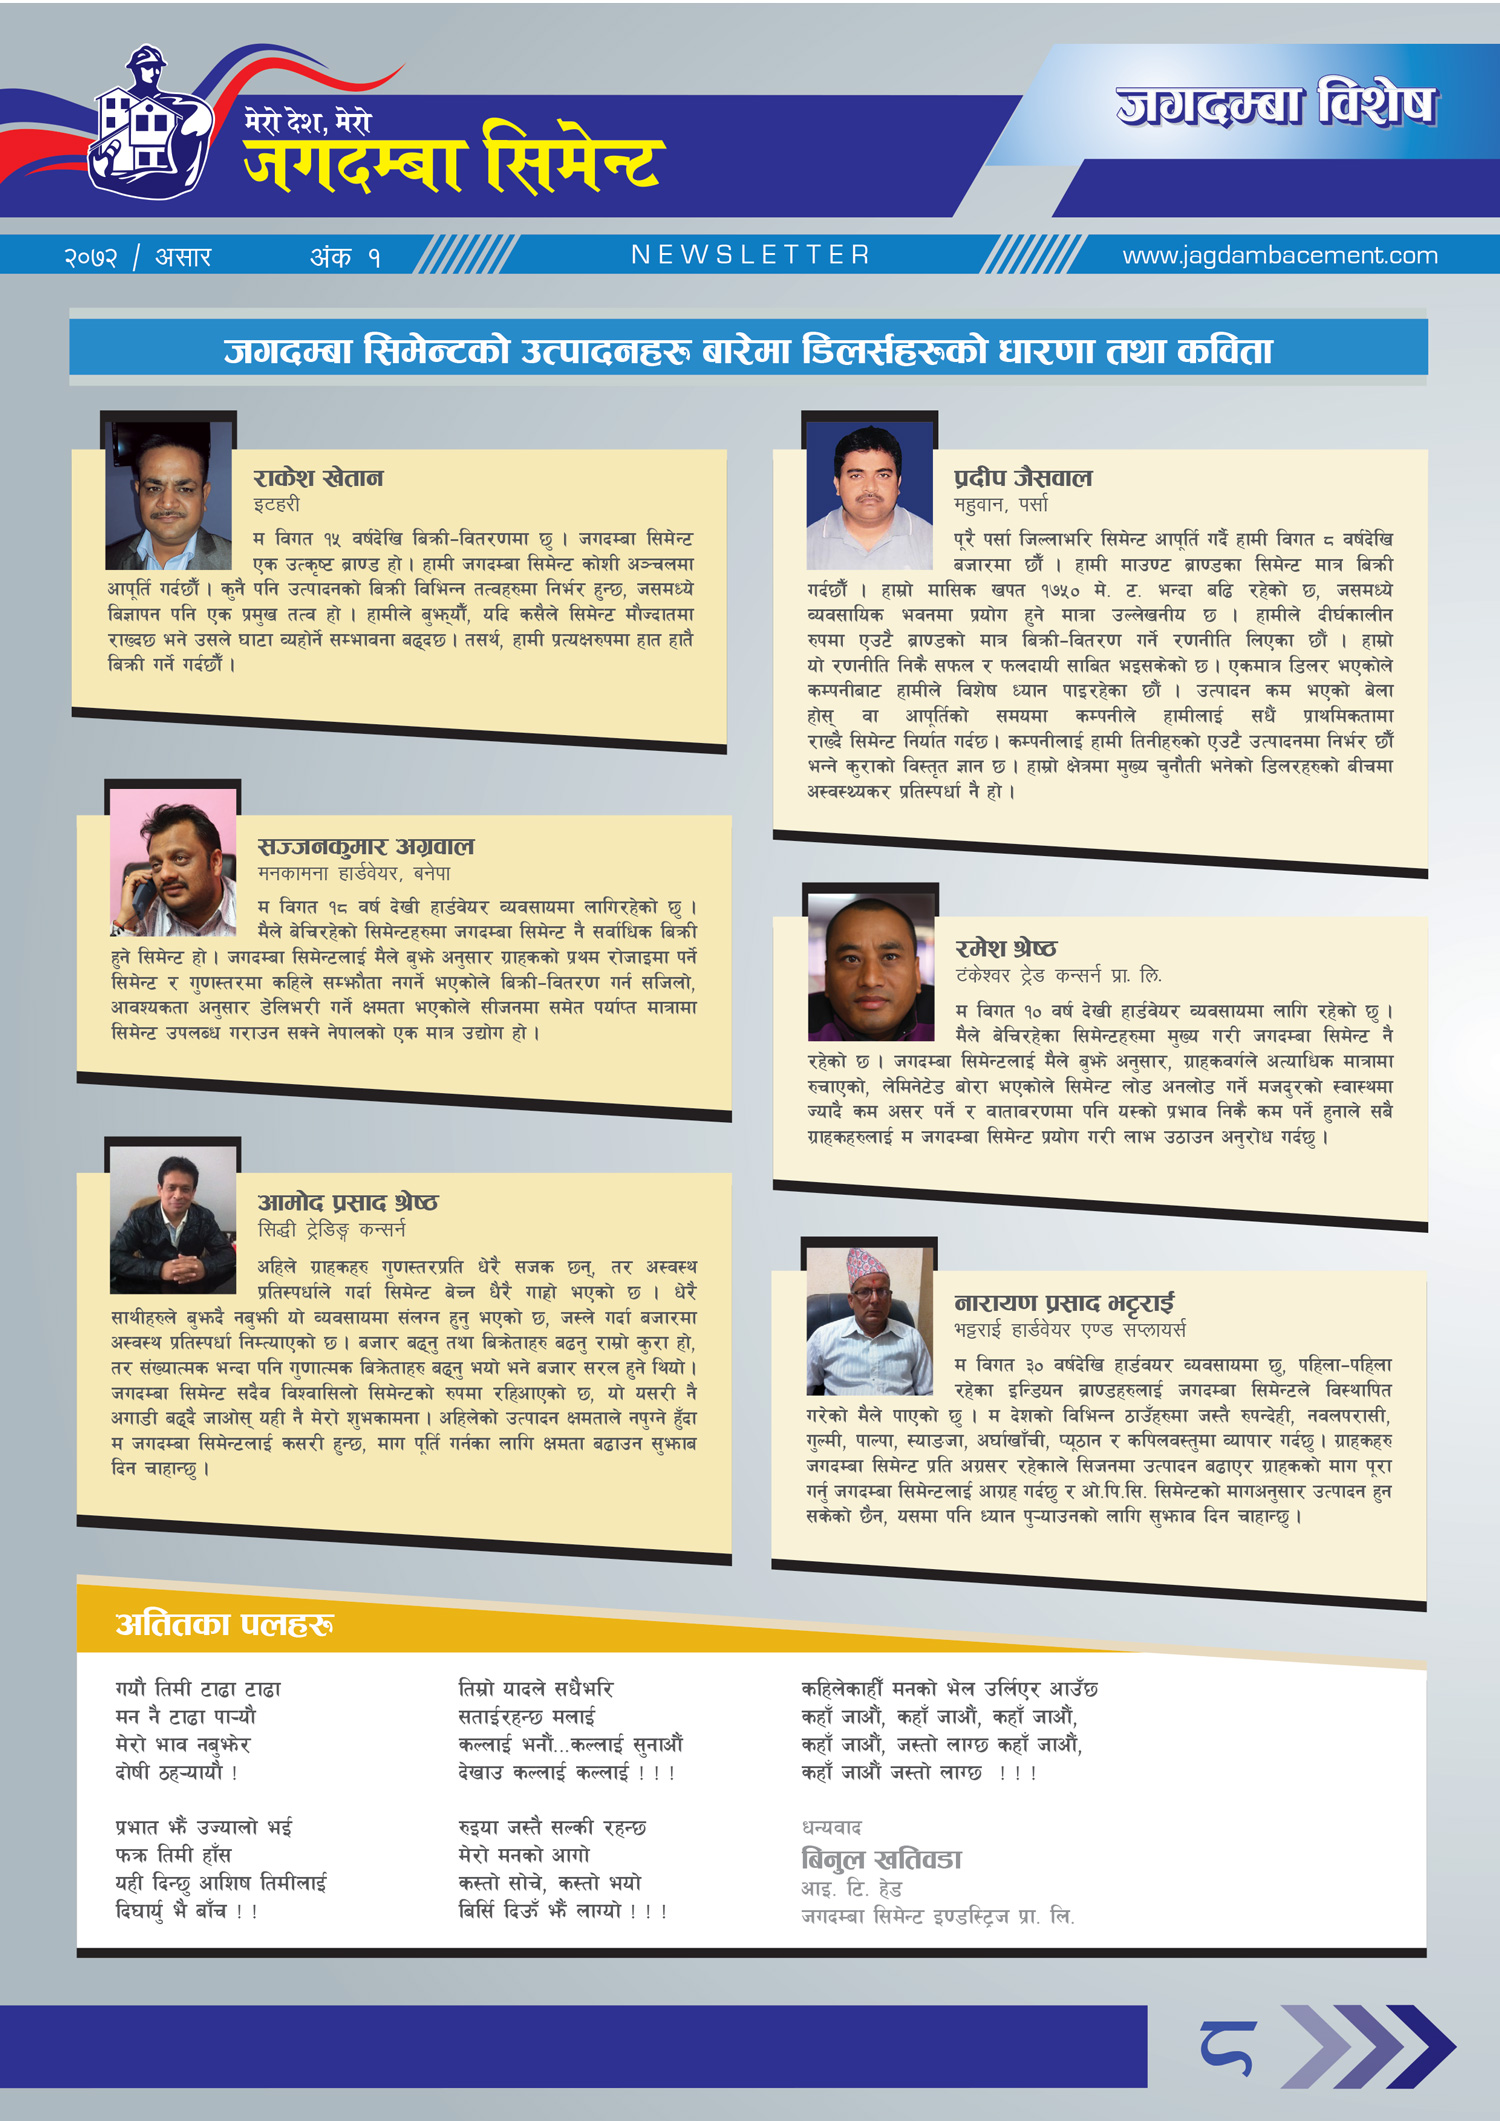 मेरो देश, मेरो
जगदम्बा सिमेन्ट
जगदम्बा विशेष
२०७२ / असार
अंक १
NEWSLETTER
www.jagdambacement.com
जगदम्बा सिमेन्टको उत्पादनहरू बारेमा डिलर्सहरूको धारणा तथा कविता
राकेश खेतान
इटहरी
म विगत १५ वर्षदेखि बिक्री-वितरणमा छु । जगदम्बा सिमेन्ट
एक उत्कृष्ट ब्राण्ड हो । हामी जगदम्बा सिमेन्ट कोशी अञ्चलमा
आपूर्ति गर्दछौँ । कुनै पनि उत्पादनको बिक्री विभिन्न तत्वहरुमा निर्भर हुन्छ, जसमध्ये
बिज्ञापन पनि एक प्रमुख तत्व हो । हामीले बुझ्यौँ, यदि कसैले सिमेन्ट मौज्दातमा
राख्दछ भने उसले घाटा व्यहोर्ने सम्भावना बढ्दछ । तसर्थ, हामी प्रत्यक्षरुपमा हात हातै
बिक्री गर्ने गर्दछौँ ।
सज्जनकुमार अग्रवाल
मनकामना हार्डवेयर, बनेपा
म विगत १८ वर्ष देखी हार्डवेयर व्यवसायमा लागिरहेको छु ।
मैले बेचिरहेको सिमेन्टहरुमा जगदम्बा सिमेन्ट नै सर्वाधिक बिक्री
हुने सिमेन्ट हो । जगदम्बा सिमेन्टलाई मैले बुझे अनुसार ग्राहकको प्रथम रोजाइमा पर्ने
सिमेन्ट र गुणस्तरमा कहिले सम्झौता नगर्ने भएकोले बिक्री-वितरण गर्न सजिलो,
आवश्यकता अनुसार डेलिभरी गर्ने क्षमता भएकोले सीजनमा समेत पर्याप्त मात्रामा
सिमेन्ट उपलब्ध गराउन सक्ने नेपालको एक मात्र उद्योग हो ।
आमोद प्रसाद श्रेष्ठ
सिद्धी ट्रेडिङ्ग कन्सर्न
अहिले ग्राहकहरु गुणस्तरप्रति धेरै सजक छन्, तर अस्वस्थ
प्रतिस्पर्धाले गर्दा सिमेन्ट बेच्न धैरै गाह्रो भएको छ । धेरै
साथीहरुले बुझ्दै नबुझी यो व्यवसायमा संलग्न हुनु भएको छ, जस्ले गर्दा बजारमा
अस्वस्थ प्रतिस्पर्धा निम्त्याएको छ । बजार बढ्नु तथा बिक्रेताहरु बढनु राम्रो कुरा हो,
तर संख्यात्मक भन्दा पनि गुणात्मक बिक्रेताहरु बढ्नु भयो भने बजार सरल हुने थियो ।
जगदम्बा सिमेन्ट सदैव विश्वासिलो सिमेन्टको रुपमा रहिआएको छ, यो यसरी नै
अगाडी बढ्दै जाओस् यही नै मेरो शुभकामना । अहिलेको उत्पादन क्षमताले नपुग्ने हुँदा
म जगदम्बा सिमेन्टलाई कसरी हुन्छ, माग पूर्ति गर्नका लागि क्षमता बढाउन सुझाब
दिन चाहान्छु ।
प्रदीप जैसवाल
महुवान, पर्सा
पूरै पर्सा जिल्लाभरि सिमेन्ट आपूर्ति गर्दै हामी विगत ८ वर्षदेखि
बजारमा छौँ । हामी माउण्ट ब्राण्डका सिमेन्ट मात्र बिक्री
गर्दछौँ । हाम्रो मासिक खपत १७५० मे. ट. भन्दा बढि रहेको छ, जसमध्ये
व्यवसायिक भवनमा प्रयोग हुने मात्रा उल्लेखनीय छ । हामीले दीर्घकालीन
रुपमा एउटै ब्राण्डको मात्र बिक्री-वितरण गर्ने रणनीति लिएका छौं । हाम्रो
यो रणनीति निकै सफल र फलदायी साबित भइसकेको छ । एकमात्र डिलर भएकोले
कम्पनीबाट हामीले विशेष ध्यान पाइरहेका छौं । उत्पादन कम भएको बेला
होस् वा आपूर्तिको समयमा कम्पनीले हामीलाई सधैं प्राथमिकतामा
राख्दै सिमेन्ट निर्यात गर्दछ । कम्पनीलाई हामी तिनीहरुको एउटै उत्पादनमा निर्भर छौँ
भन्ने कुराको विस्तृत ज्ञान छ । हाम्रो क्षेत्रमा मुख्य चुनौती भनेको डिलरहरुको बीचमा
अस्वस्थ्यकर प्रतिस्पर्धा नै हो ।
रमेश श्रेष्ठ
टंकेश्वर ट्रेड कन्सर्न प्रा. लि.
म विगत १० वर्ष देखी हार्डवेयर व्यवसायमा लागि रहेको छु ।
मैले बेचिरहेका सिमेन्टहरुमा मुख्य गरी जगदम्बा सिमेन्ट नै
रहेको छ । जगदम्बा सिमेन्टलाई मैले बुझे अनुसार, ग्राहकवर्गले अत्याधिक मात्रामा
रुचाएको, लेमिनेटेड बोरा भएकोले सिमेन्ट लोड अनलोड गर्ने मजदुरको स्वास्थमा
ज्यादै कम असर पर्ने र वातावरणमा पनि यस्को प्रभाव निकै कम पर्ने हुनाले सबै
ग्राहकहरुलाई म जगदम्बा सिमेन्ट प्रयोग गरी लाभ उठाउन अनुरोध गर्दछु ।
नारायण प्रसाद भट्टराई
भट्टराई हार्डवेयर एण्ड सप्लायर्स
म विगत ३० वर्षदेखि हार्डवयर व्यवसायमा छु, पहिला-पहिला
रहेका इन्डियन ब्राण्डहरुलाई जगदम्बा सिमेन्टले विस्थापित
गरेको मैले पाएको छु । म देशको विभिन्न ठाउँहरुमा जस्तै रुपन्देही, नवलपरासी,
गुल्मी, पाल्पा, स्याङजा, अर्घाखाँची, प्यूठान र कपिलवस्तुमा व्यापार गर्दछु । ग्राहकहरु
जगदम्बा सिमेन्ट प्रति अग्रसर रहेकाले सिजनमा उत्पादन बढाएर ग्राहकको माग पूरा
गर्नु जगदम्बा सिमेन्टलाई आग्रह गर्दछु र ओ.पि.सि. सिमेन्टको मागअनुसार उत्पादन हुन
सकेको छैन, यसमा पनि ध्यान पुर्‍याउनको लागि सुझाव दिन चाहान्छु ।
अतितका पलहरू
गयौ तिमी टाढा टाढा
मन नै टाढा पार्‍यौ
मेरो भाव नबुझेर
दोषी ठहर्‍यायौ !
प्रभात झैं उज्यालो भई
फक्र तिमी हाँस
यही दिन्छु आशिष तिमीलाई
दिघार्यु भै बाँच ! !
तिम्रो यादले सधैभरि
सताईरहन्छ मलाई
कल्लाई भनौं...कल्लाई सुनाऔं
देखाउ कल्लाई कल्लाई ! ! !
रुइया जस्तै सल्की रहन्छ
मेरो मनको आगो
कस्तो सोचे, कस्तो भयो
बिर्सि दिऊँ झैं लाग्यो ! ! !
कहिलेकाहीँ मनको भेल उर्लिएर आउँछ
कहाँ जाऔं, कहाँ जाऔं, कहाँ जाऔं,
कहाँ जाऔं, जस्तो लाग्छ कहाँ जाऔं,
कहाँ जाऔं जस्तो लाग्छ ! ! !
धन्यवाद
बिनुल खतिवडा
आइ. टि. हेड
जगदम्बा सिमेन्ट इण्डस्ट्रिज प्रा. लि.
८